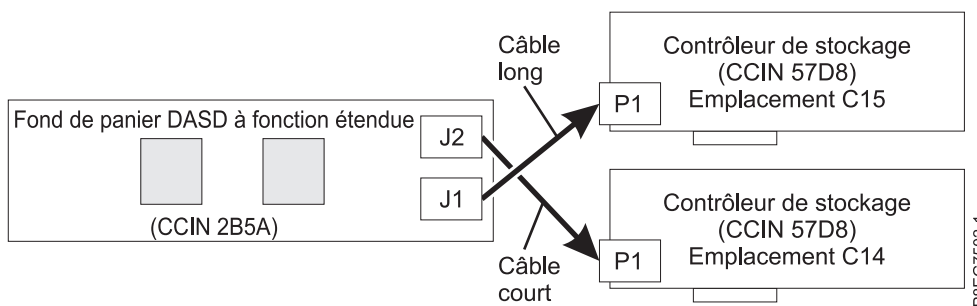 Câble
long
Contrôleur de stockage
(CCIN 57D8)
Emplacement C15
P1
Fond de panier DASD à fonction étendue
J2
J1
(CCIN 2B5A)
Contrôleur de stockage
(CCIN 57D8)
Emplacement C14
P1
Câble
court